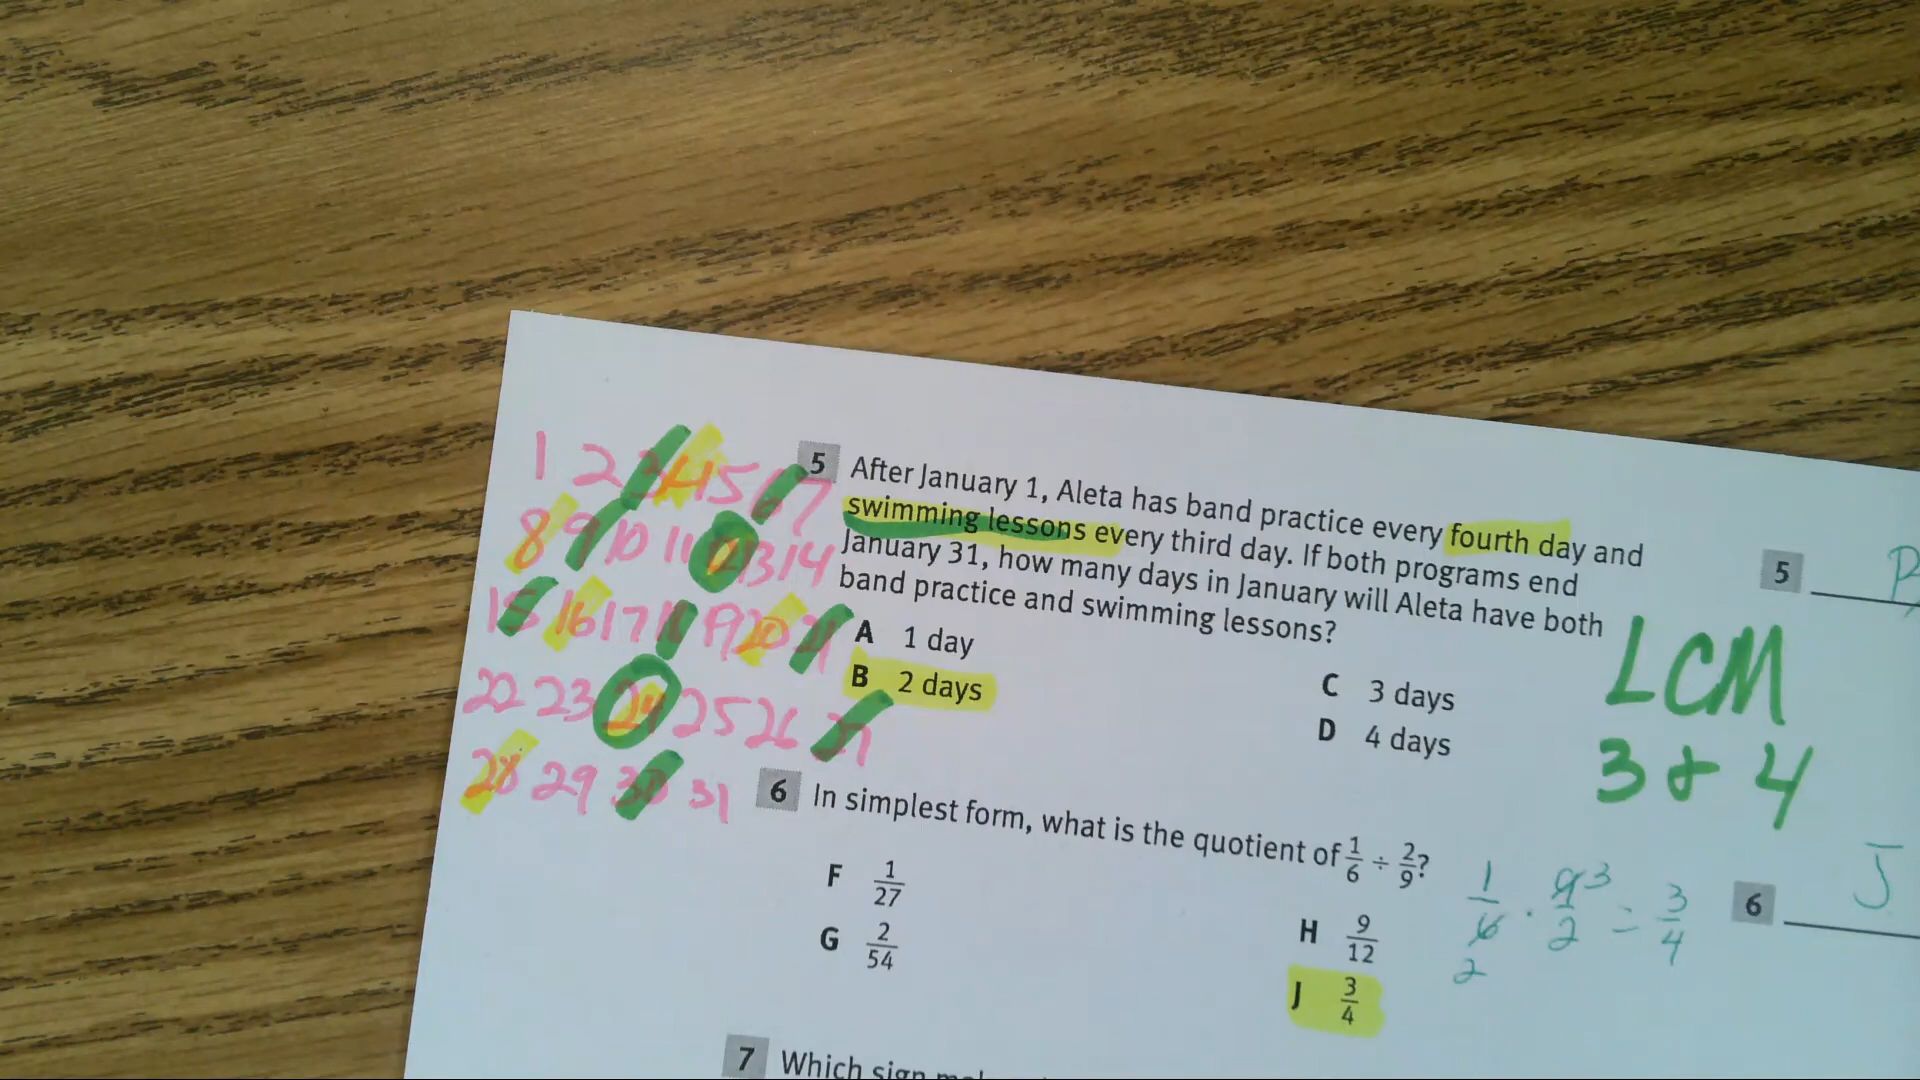 1 2 3 4 5 6 7
8 9 10 11 12 13 14
15 16 17 18 19 20 21
22 23 24 25 26 27
28 29 30 31
5 After January 1, Aleta has band practice every fourth day and
swimming lessons every third day. If both programs end
January 31, how many days in January will Aleta have both
band practice and swimming lessons?
A 1 day
B 2 days
C 3 days
D 4 days
5 B
LCM
3 & 4
6 In simplest form, what is the quotient of 1/6 ÷ 2/9?
F 1/27
G 2/54
H 9/12
J 3/4
1/6 2 · 9 3/2 = 3/4
6 J
7 Which sign